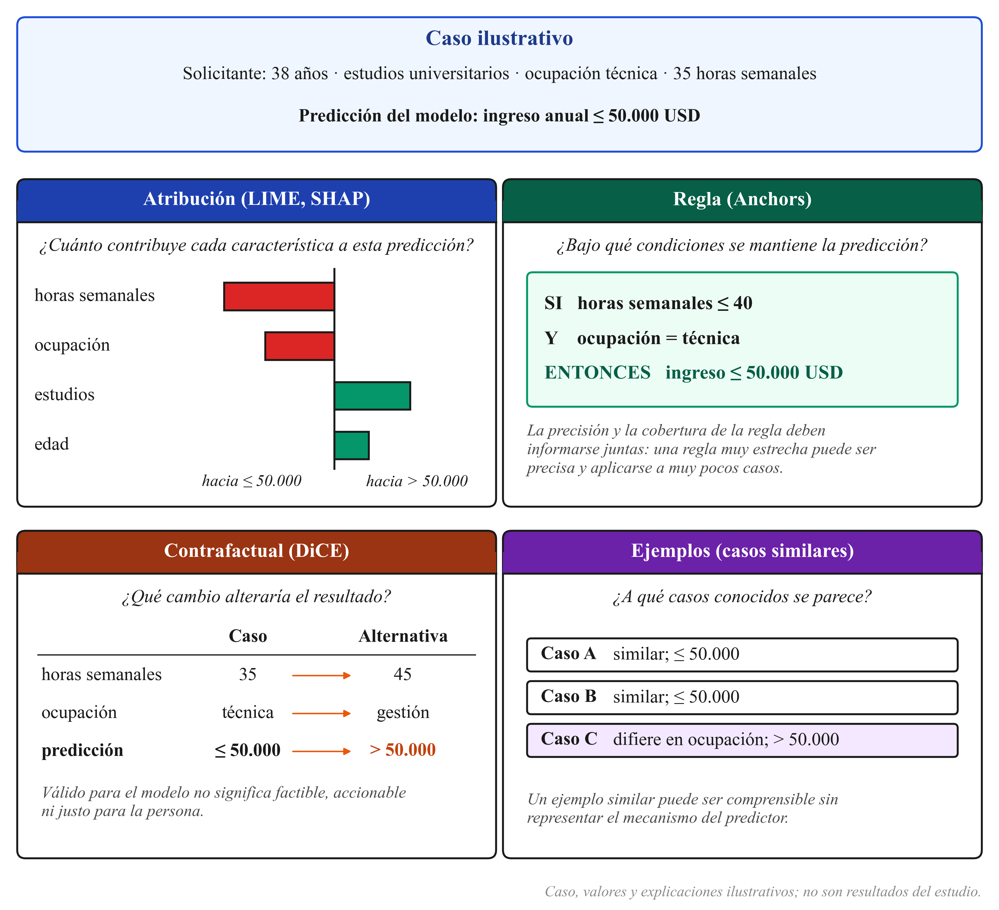 Caso ilustrativo
Solicitante: 38 años · estudios universitarios · ocupación técnica · 35 horas semanales
Predicción del modelo: ingreso anual ≤ 50.000 USD
Atribución (LIME, SHAP)
¿Cuánto contribuye cada característica a esta predicción?
horas semanales
ocupación
estudios
edad
hacia ≤ 50.000 hacia > 50.000
Regla (Anchors)
¿Bajo qué condiciones se mantiene la predicción?
SI horas semanales ≤ 40
Y ocupación = técnica
ENTONCES ingreso ≤ 50.000 USD
La precisión y la cobertura de la regla deben
informarse juntas: una regla muy estrecha puede ser
precisa y aplicarse a muy pocos casos.
Contrafactual (DiCE)
¿Qué cambio alteraría el resultado?
Caso Alternativa
horas semanales 35 45
ocupación técnica gestión
predicción ≤ 50.000 > 50.000
Válido para el modelo no significa factible, accionable
ni justo para la persona.
Ejemplos (casos similares)
¿A qué casos conocidos se parece?
Caso A similar; ≤ 50.000
Caso B similar; ≤ 50.000
Caso C difiere en ocupación; > 50.000
Un ejemplo similar puede ser comprensible sin
representar el mecanismo del predictor.
Caso, valores y explicaciones ilustrativos; no son resultados del estudio.